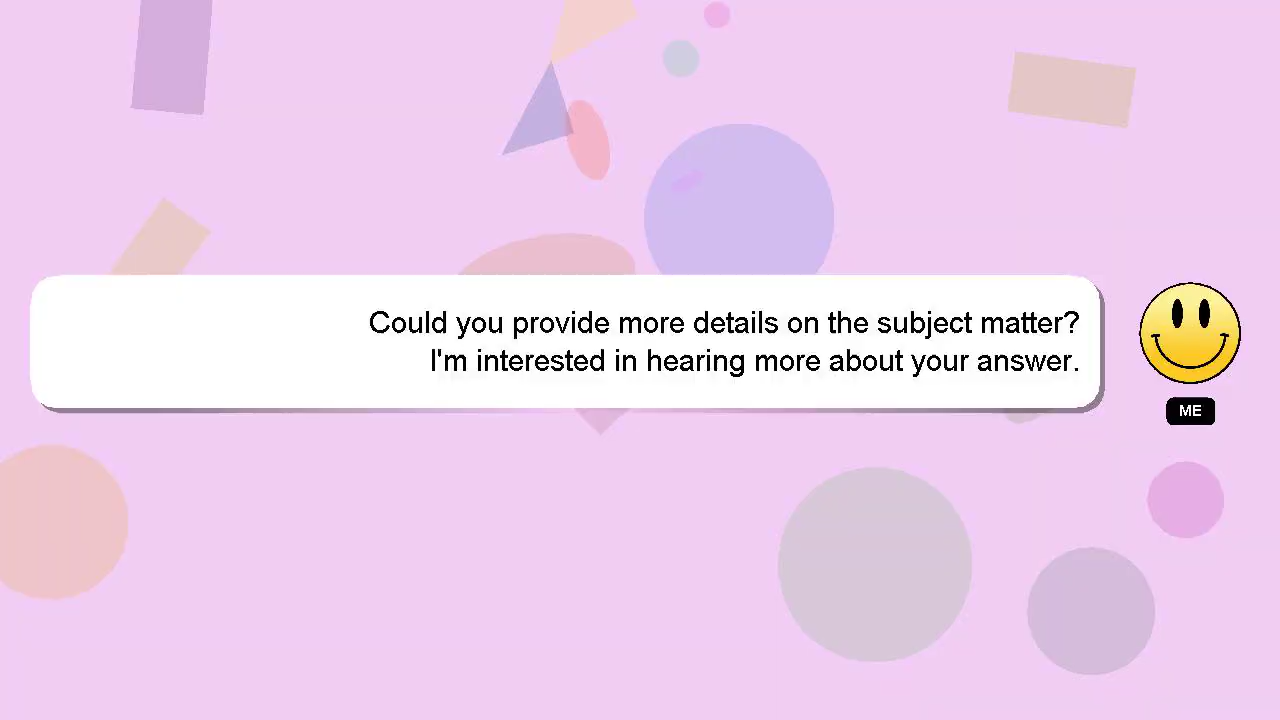 Could you provide more details on the subject matter?
I'm interested in hearing more about your answer.
ME